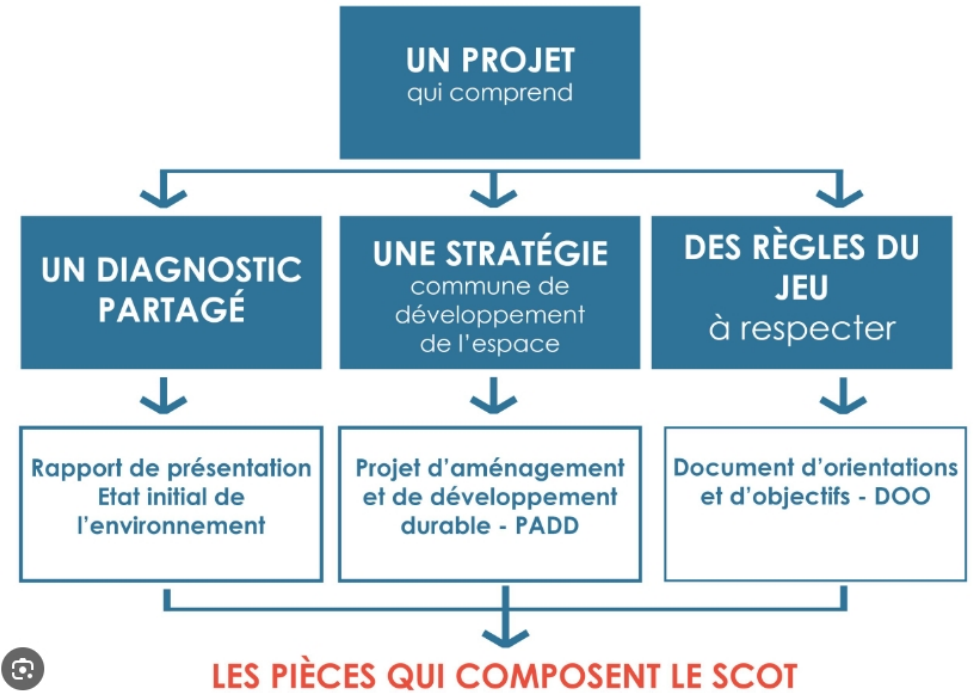 UN PROJET
qui comprend
UN DIAGNOSTIC
PARTAGÉ
UNE STRATÉGIE
commune de
développement
de l'espace
DES RÈGLES DU
JEU
à respecter
Rapport de présentation
Etat initial de
l'environnement
Projet d'aménagement
et de développement
durable - PADD
Document d'orientations
et d'objectifs - DOO
LES PIÈCES QUI COMPOSENT LE SCOT